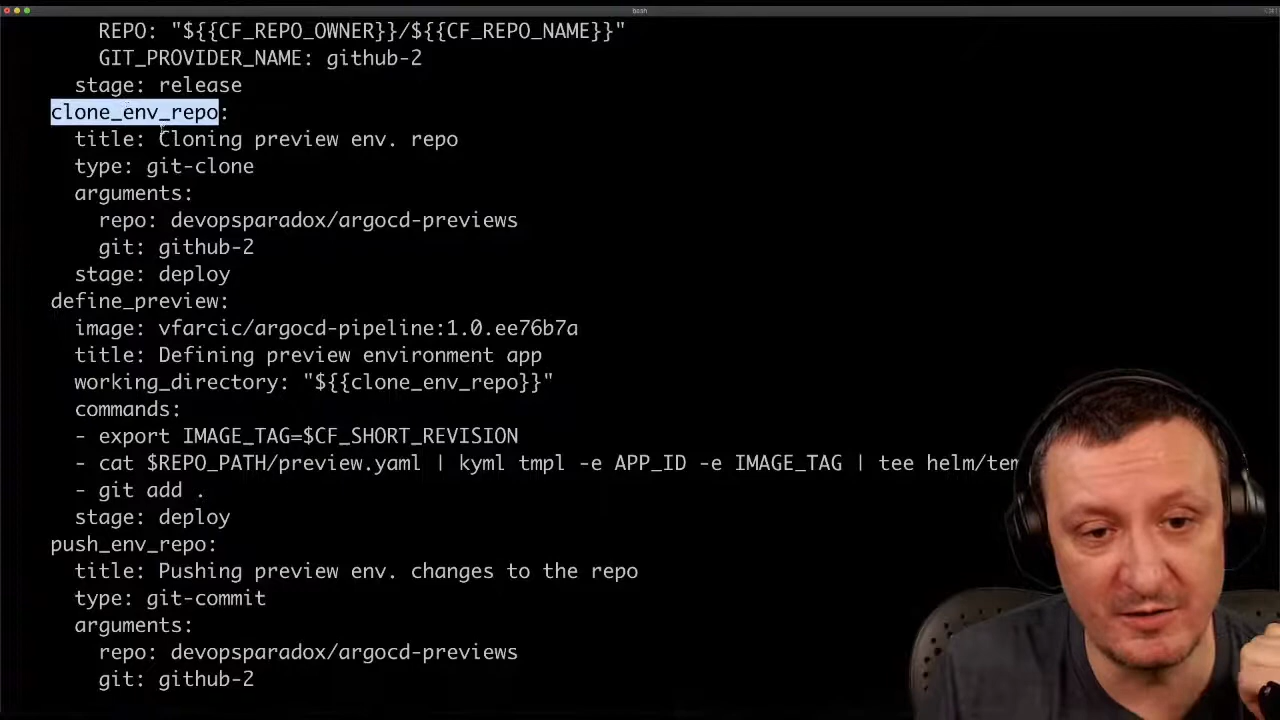 bash
REPO: "${{CF_REPO_OWNER}}/${{CF_REPO_NAME}}"
GIT_PROVIDER_NAME: github-2
stage: release
clone_env_repo:
title: Cloning preview env. repo
type: git-clone
arguments:
repo: devopsparadox/argocd-previews
git: github-2
stage: deploy
define_preview:
image: vfarcic/argocd-pipeline:1.0.ee76b7a
title: Defining preview environment app
working_directory: "${{clone_env_repo}}"
commands:
- export IMAGE_TAG=$CF_SHORT_REVISION
- cat $REPO_PATH/preview.yaml | kyml tmpl -e APP_ID -e IMAGE_TAG | tee helm/tem
- git add .
stage: deploy
push_env_repo:
title: Pushing preview env. changes to the repo
type: git-commit
arguments:
repo: devopsparadox/argocd-previews
git: github-2